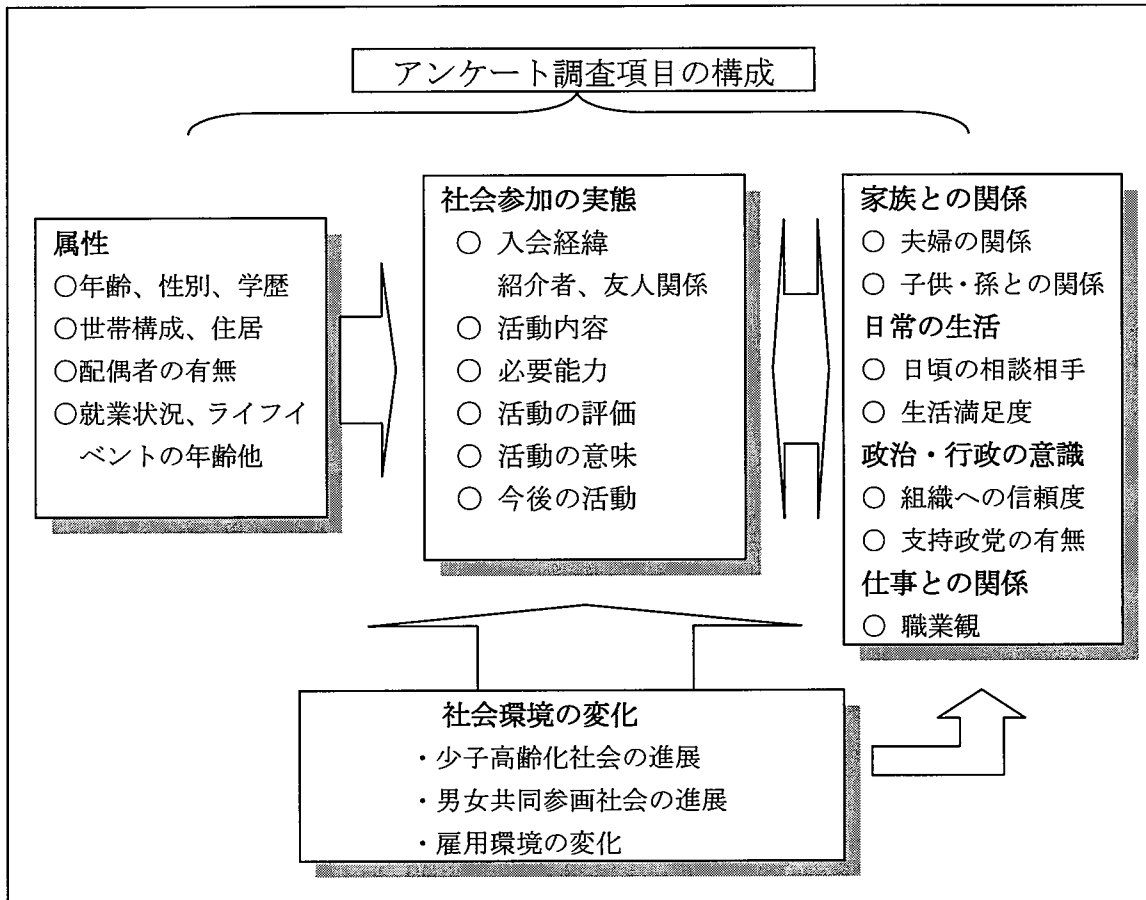 アンケート調査項目の構成
属性
○年齢、性別、学歴
○世帯構成、住居
○配偶者の有無
○就業状況、ライフイ
ベントの年齢他
社会参加の実態
○ 入会経緯
紹介者、友人関係
○ 活動内容
○ 必要能力
○ 活動の評価
○ 活動の意味
○ 今後の活動
家族との関係
○ 夫婦の関係
○ 子供・孫との関係
日常の生活
○ 日頃の相談相手
○ 生活満足度
政治・行政の意識
○ 組織への信頼度
○ 支持政党の有無
仕事との関係
○ 職業観
社会環境の変化
・少子高齢化社会の進展
・男女共同参画社会の進展
・雇用環境の変化